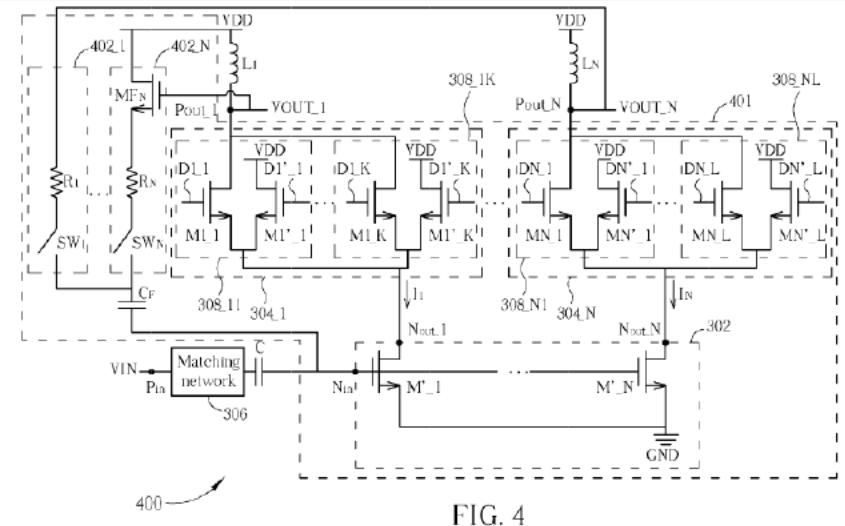 VDD VDD
402_1 402_N L1 LN 308_1K 308_NL
MFN
Pout_1 VOUT_1 Pout_N VOUT_N 401
VDD VDD VDD VDD
D1_1 D1'_1 D1_K D1'_K DN_1 DN'_1 DN_L DN'_L
R1 RN
SW1 SWN M1_1 M1'_1 M1_K M1'_K MN_1 MN'_1 MN_L MN'_L
CF 308_11 304_1 I1 308_N1 304_N IN
Nout_1 Nout_N 302
VIN Pin Matching network C Nin M'_1 M'_N
306
GND
400
FIG. 4